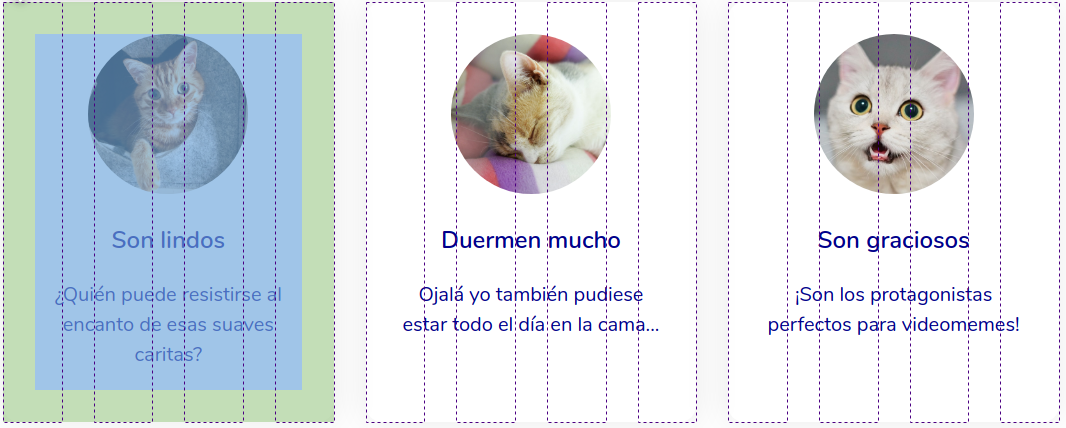 Son lindos
¿Quién puede resistirse al
encanto de esas suaves
caritas?
Duermen mucho
Ojalá yo también pudiese
estar todo el día en la cama...
Son graciosos
¡Son los protagonistas
perfectos para videomemes!